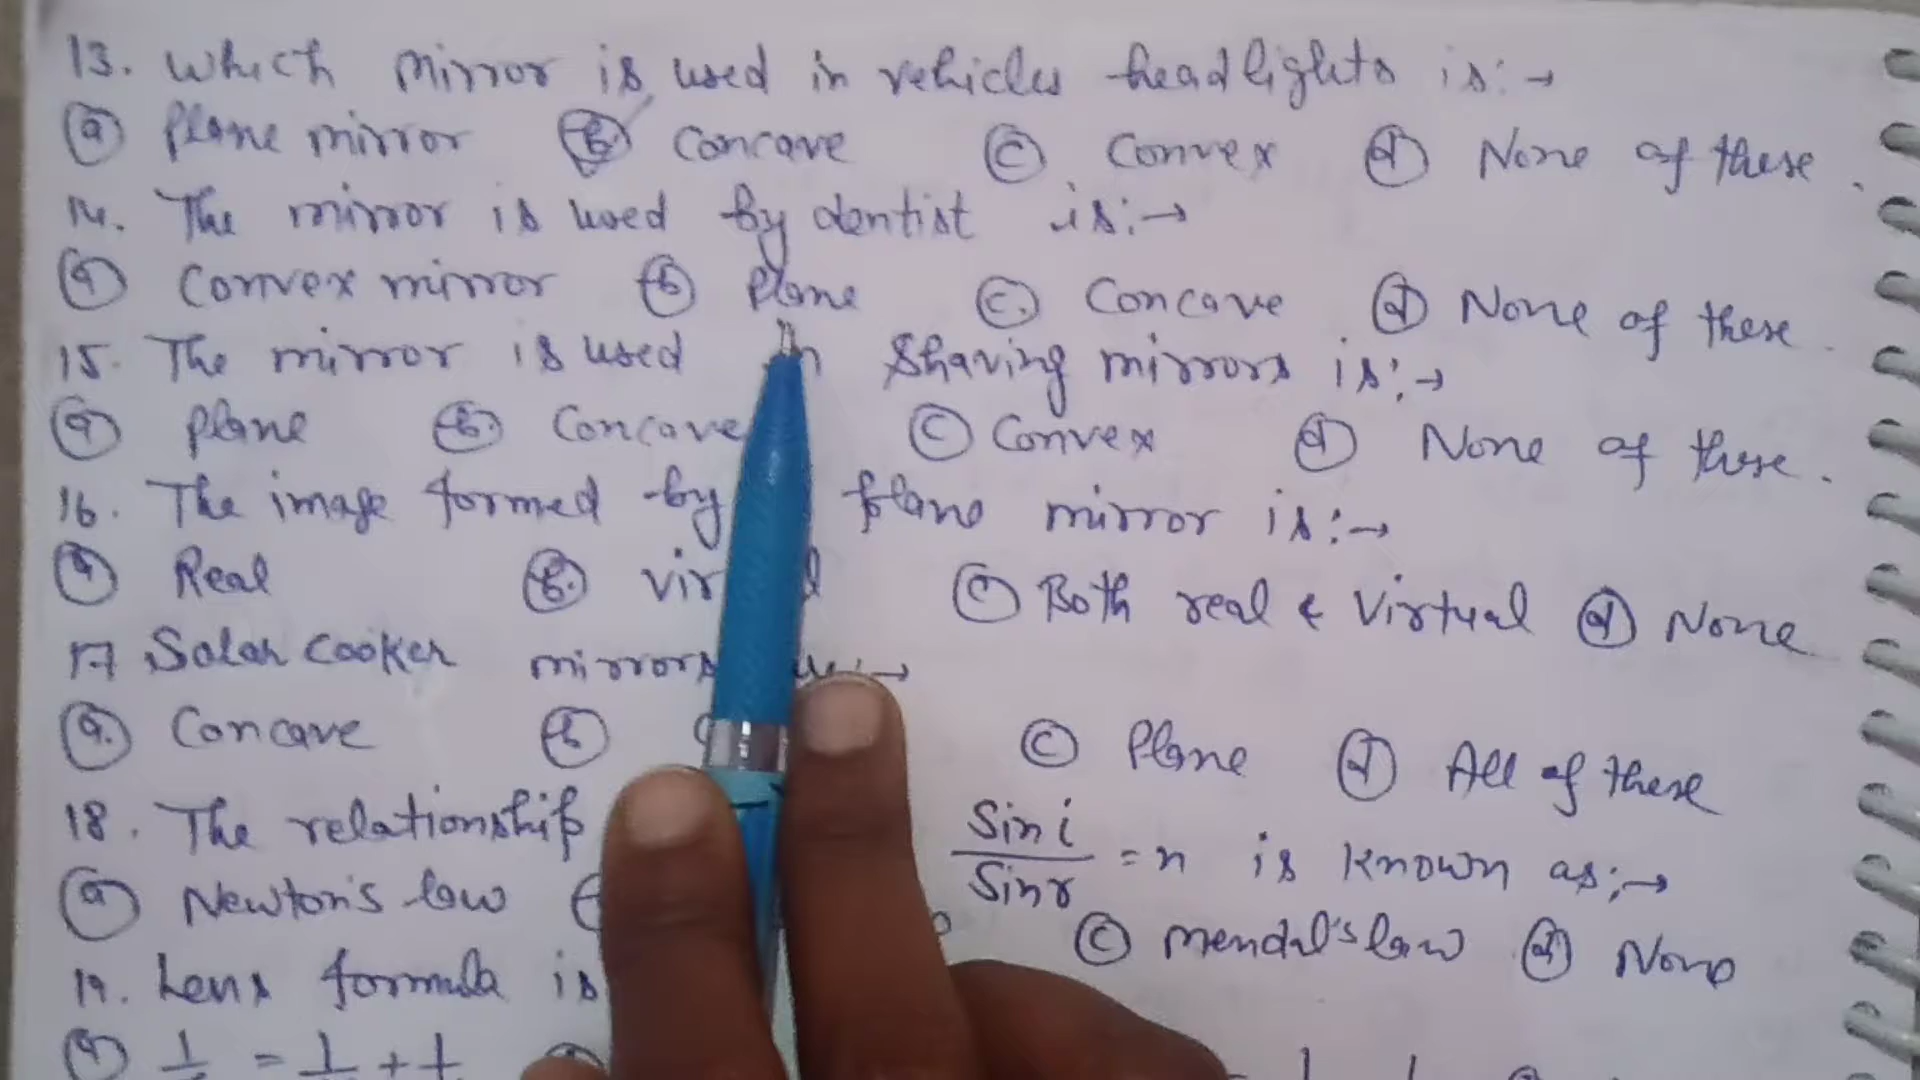 13. Which mirror is used in vehicles headlights is:→
(a) Plane mirror (b) Concave (c) Convex (d) None of these.
14. The mirror is used by dentist is:→
(a) Convex mirror (b) Plane (c) Concave (d) None of these.
15. The mirror is used shaving mirrors is:→
(a) plane (b) Concave (c) Convex (d) None of these.
16. The image formed by plane mirror is:→
(a) Real (b) (c) Both real & Virtual (d) None
17 Solar cooker mirrors →
(a) Concave (b) (c) Plane (d) All of these
18. The relationship Sin i / Sin r = n is known as:→
(a) Newton's law (c) mendal's law (d) None
19. Lens formula is
(a)